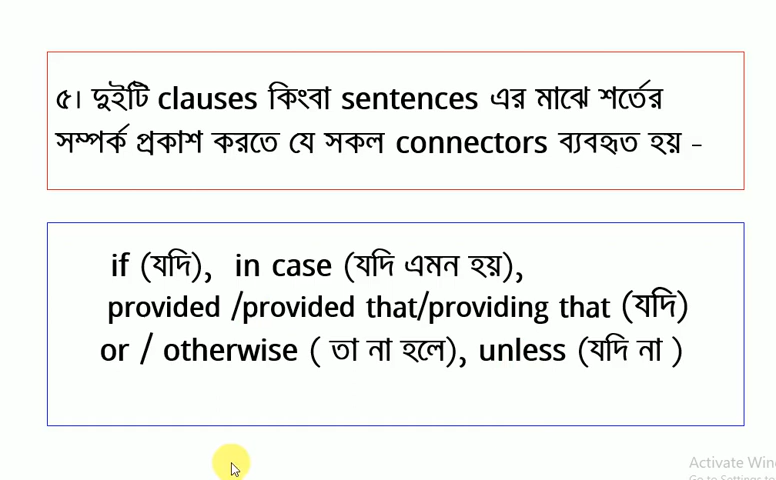 ৫। দুইটি clauses কিংবা sentences এর মাঝে শর্তের
সম্পর্ক প্রকাশ করতে যে সকল connectors ব্যবহৃত হয় -
if (যদি), in case (যদি এমন হয়),
provided /provided that/providing that (যদি)
or / otherwise ( তা না হলে), unless (যদি না )
Activate Win
Go to Settings to